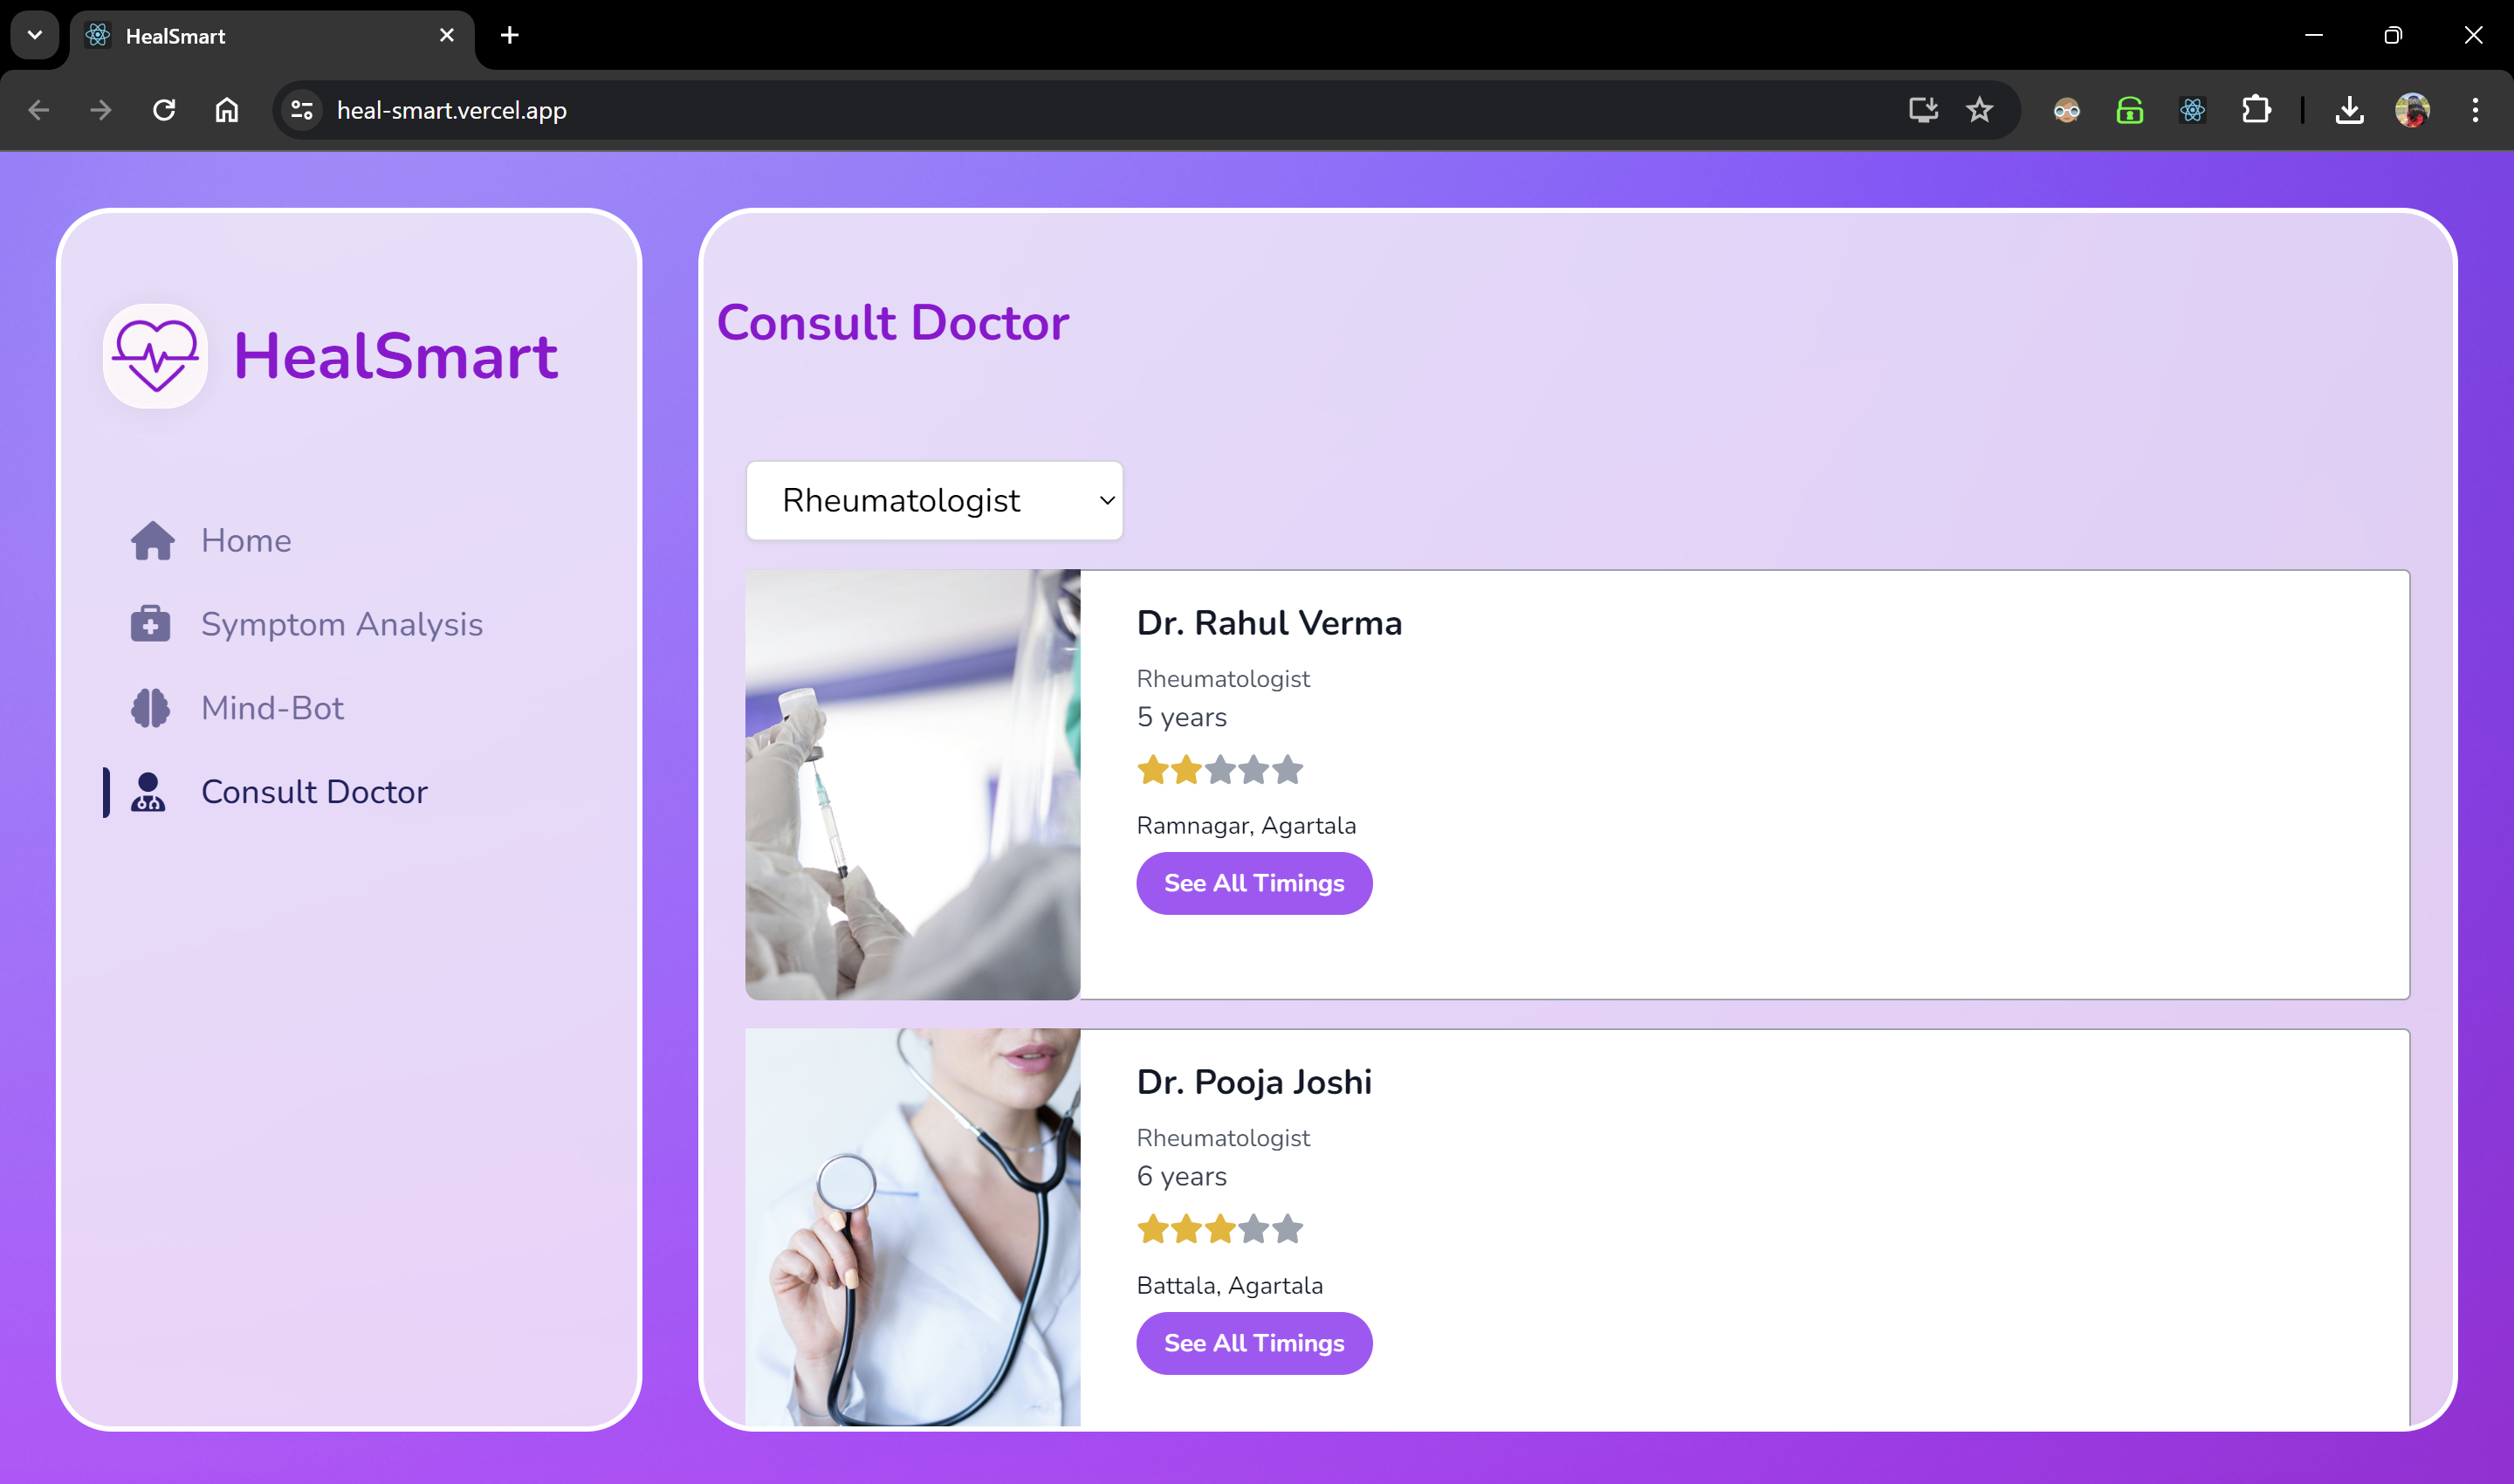 HealSmart
heal-smart.vercel.app
HealSmart
Home
Symptom Analysis
Mind-Bot
Consult Doctor
Consult Doctor
Rheumatologist
Dr. Rahul Verma
Rheumatologist
5 years
Ramnagar, Agartala
See All Timings
Dr. Pooja Joshi
Rheumatologist
6 years
Battala, Agartala
See All Timings